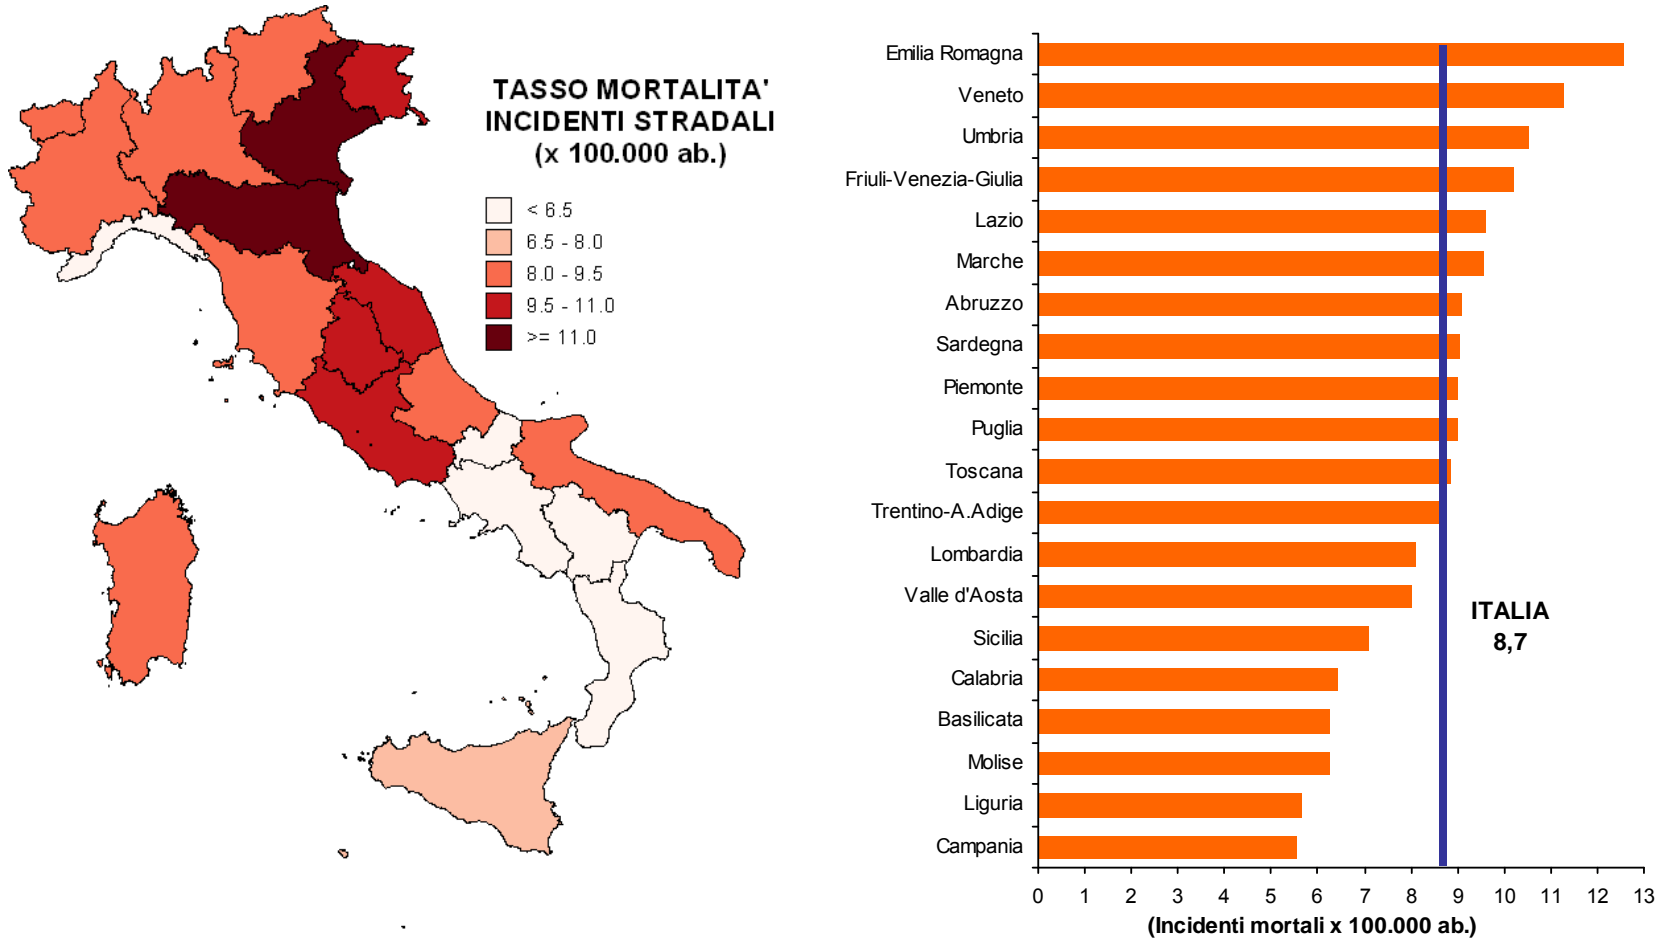 TASSO MORTALITA'
INCIDENTI STRADALI
(x 100.000 ab.)
< 6.5
6.5 - 8.0
8.0 - 9.5
9.5 - 11.0
>= 11.0
Emilia Romagna
Veneto
Umbria
Friuli-Venezia-Giulia
Lazio
Marche
Abruzzo
Sardegna
Piemonte
Puglia
Toscana
Trentino-A.Adige
Lombardia
Valle d'Aosta
Sicilia
Calabria
Basilicata
Molise
Liguria
Campania
ITALIA
8,7
0 1 2 3 4 5 6 7 8 9 10 11 12 13
(Incidenti mortali x 100.000 ab.)